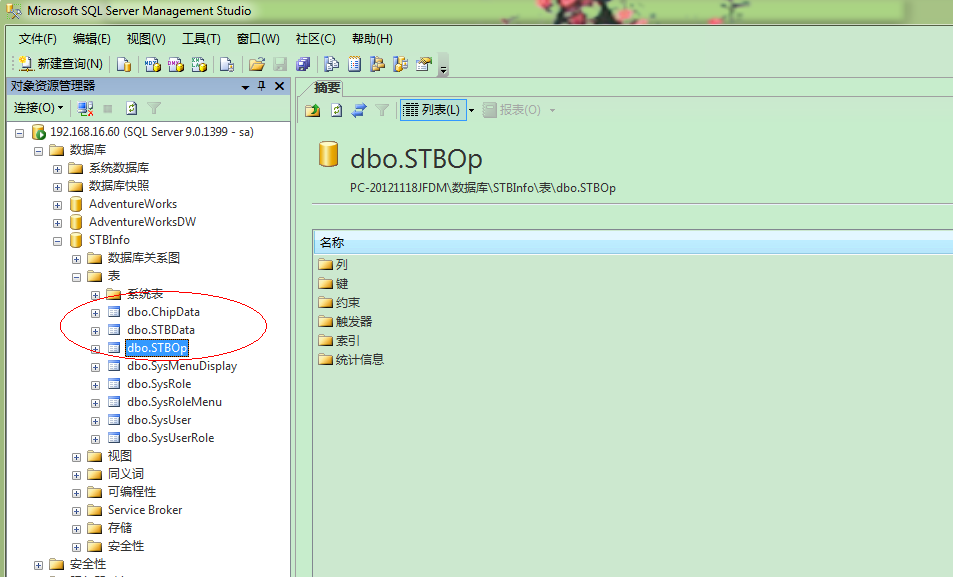 Microsoft SQL Server Management Studio
文件(F) 编辑(E) 视图(V) 工具(T) 窗口(W) 社区(C) 帮助(H)
新建查询(N)
对象资源管理器
连接(O)
192.168.16.60 (SQL Server 9.0.1399 - sa)
数据库
系统数据库
数据库快照
AdventureWorks
AdventureWorksDW
STBInfo
数据库关系图
表
系统表
dbo.ChipData
dbo.STBData
dbo.STBOp
dbo.SysMenuDisplay
dbo.SysRole
dbo.SysRoleMenu
dbo.SysUser
dbo.SysUserRole
视图
同义词
可编程性
Service Broker
存储
安全性
安全性
摘要
列表(L) 报表(O)
dbo.STBOp
PC-20121118JFDM\数据库\STBInfo\表\dbo.STBOp
名称
列
键
约束
触发器
索引
统计信息